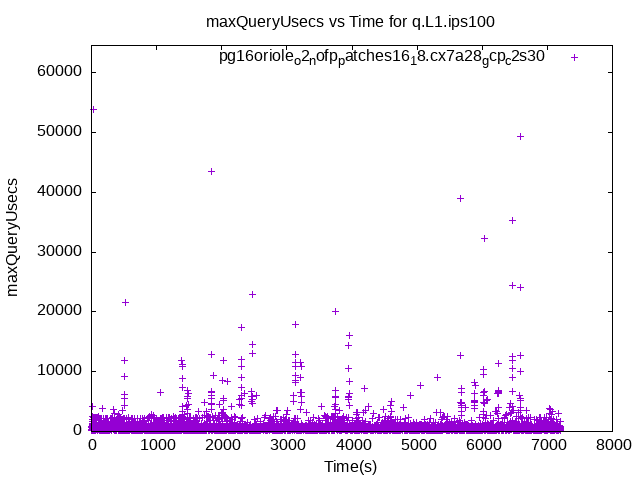 maxQueryUsecs vs Time for q.L1.ips100
pg16oriole_o2_nofp_patches16_18.cx7a28_gcp_c2s30
maxQueryUsecs
60000
50000
40000
30000
20000
10000
0
0 1000 2000 3000 4000 5000 6000 7000 8000
Time(s)